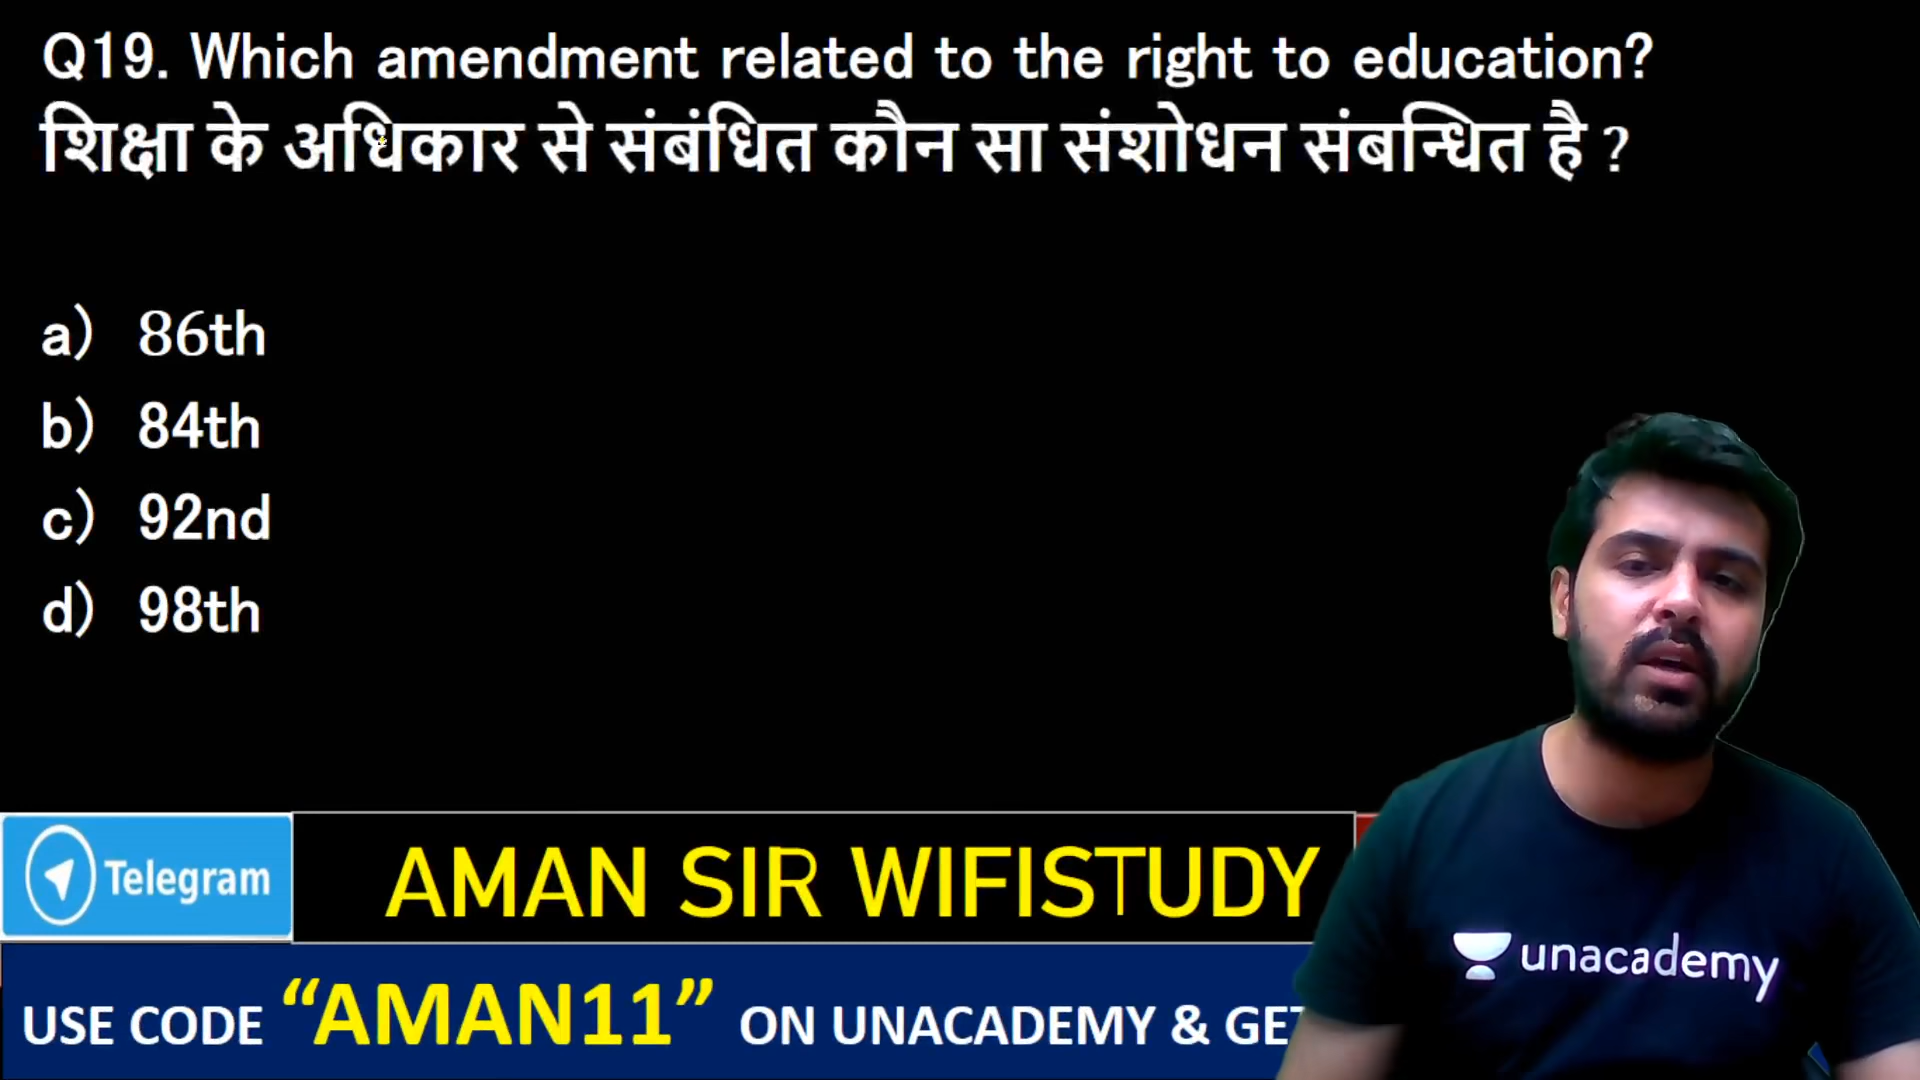 Q19. Which amendment related to the right to education?
शिक्षा के अधिकार से संबंधित कौन सा संशोधन संबन्धित है ?
a) 86th
b) 84th
c) 92nd
d) 98th
Telegram
AMAN SIR WIFISTUDY
USE CODE “AMAN11” ON UNACADEMY & GET
unacademy